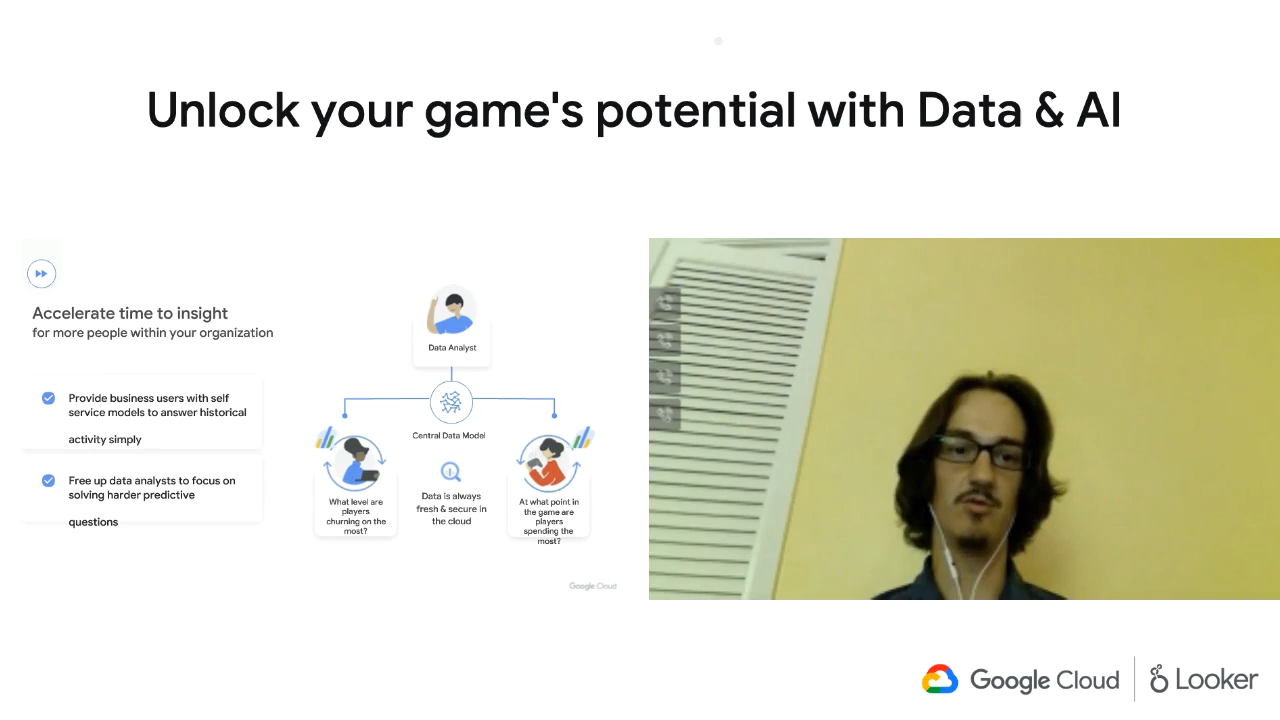 Unlock your game's potential with Data & AI
Accelerate time to insight
for more people within your organization
Provide business users with self
service models to answer historical
activity simply
Free up data analysts to focus on
solving harder predictive
questions
Data Analyst
Central Data Model
What level are
players
churning on the
most?
Data is always
fresh & secure in
the cloud
At what point in
the game are
players
spending the
most?
Google Cloud
Google Cloud
Looker